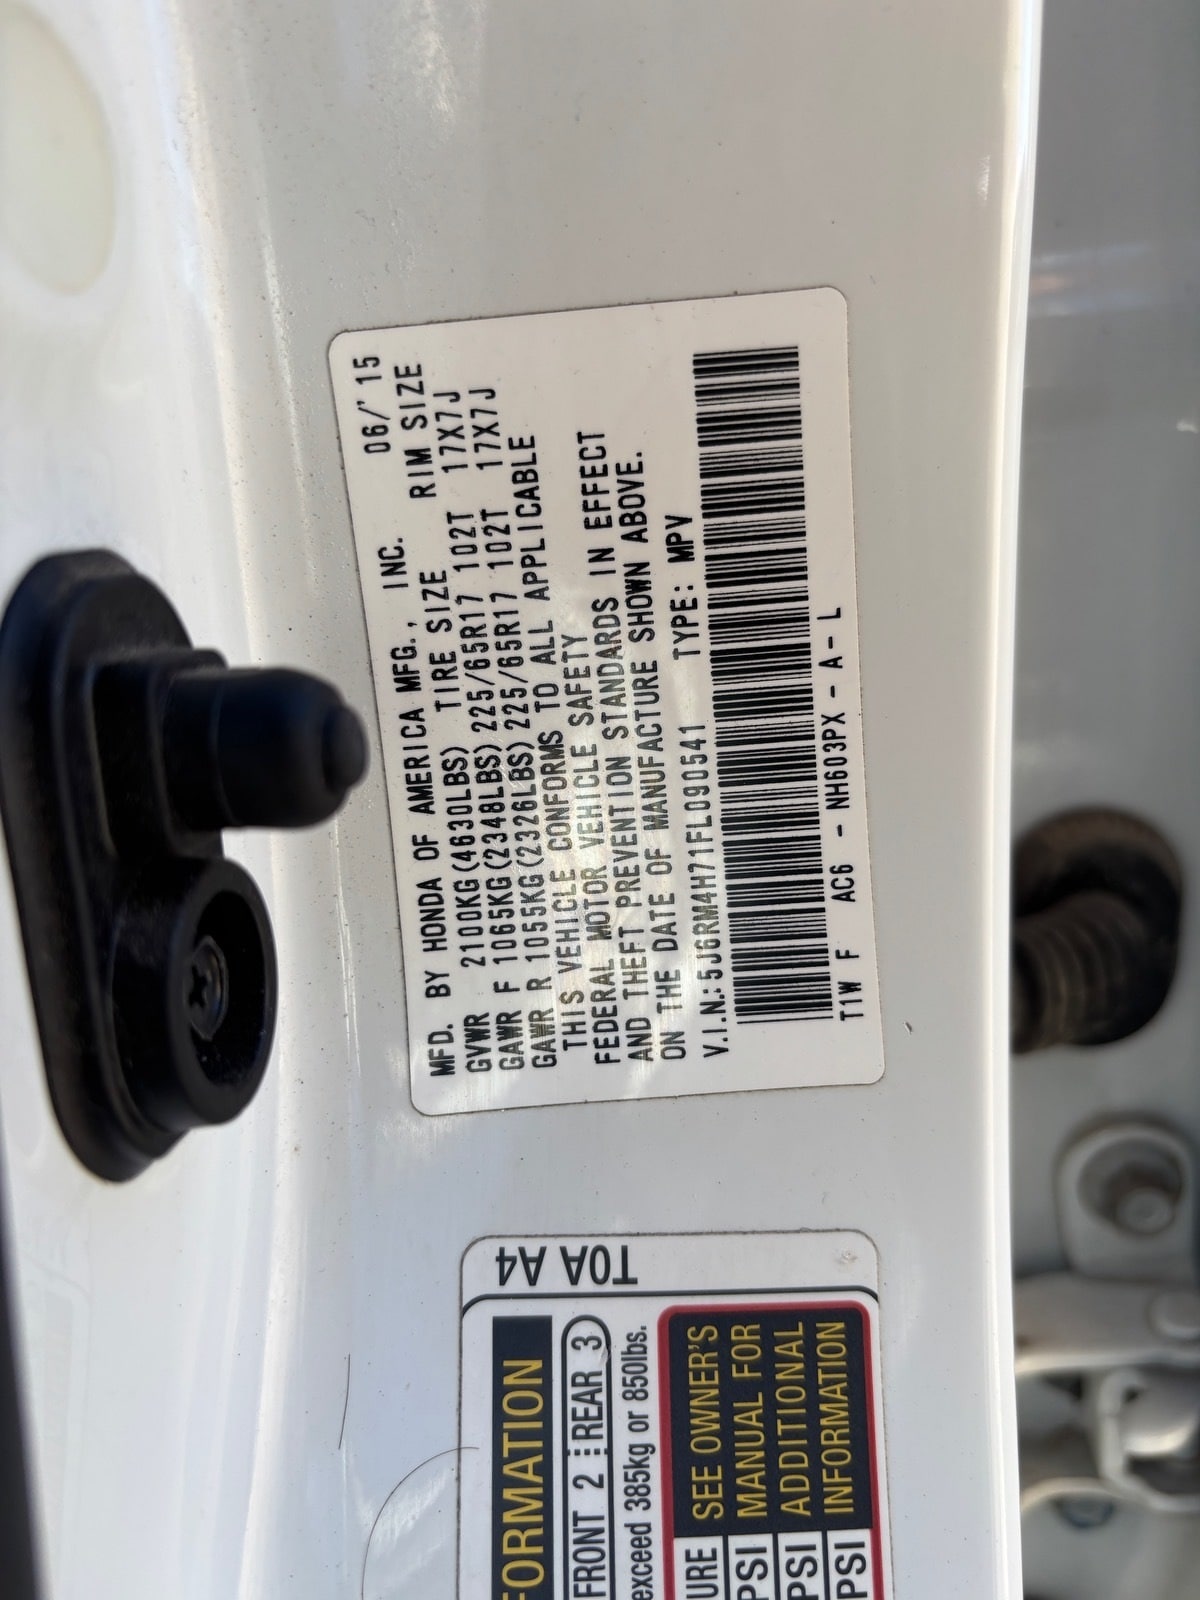 06/'15
MFD. BY HONDA OF AMERICA MFG., INC. RIM SIZE
GVWR 2100KG(4630LBS) TIRE SIZE
GAWR F 1065KG(2348LBS) 225/65R17 102T 17X7J
GAWR R 1055KG(2326LBS) 225/65R17 102T 17X7J
THIS VEHICLE CONFORMS TO ALL APPLICABLE
FEDERAL MOTOR VEHICLE SAFETY
AND THEFT PREVENTION STANDARDS IN EFFECT
ON THE DATE OF MANUFACTURE SHOWN ABOVE.
V.I.N.: 5J6RM4H71FL090541 TYPE: MPV
T1W F AC6 - NH603PX - A - L
T0A A4
FORMATION
FRONT 2 REAR 3
exceed 385kg or 850lbs.
URE
PSI
PSI
PSI
SEE OWNER'S
MANUAL FOR
ADDITIONAL
INFORMATION